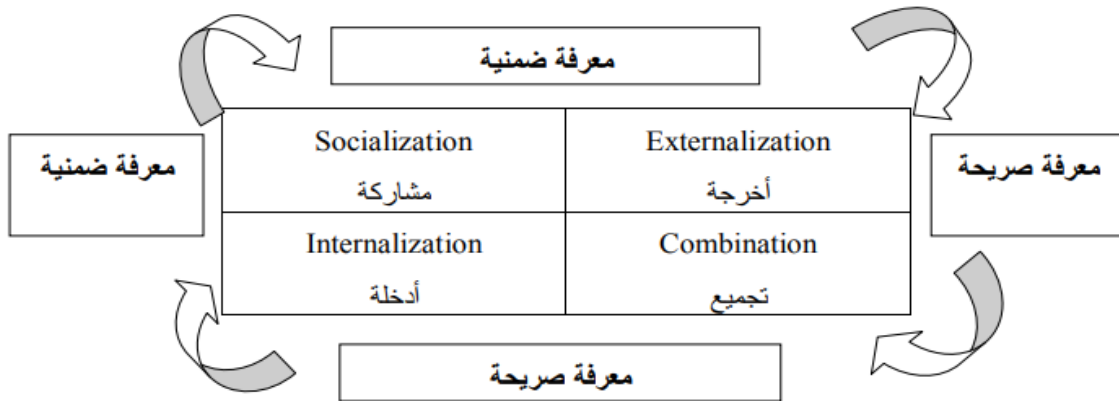 معرفة ضمنية
معرفة ضمنية
Socialization
مشاركة
Externalization
أخرجة
معرفة صريحة
Internalization
أدخلة
Combination
تجميع
معرفة صريحة